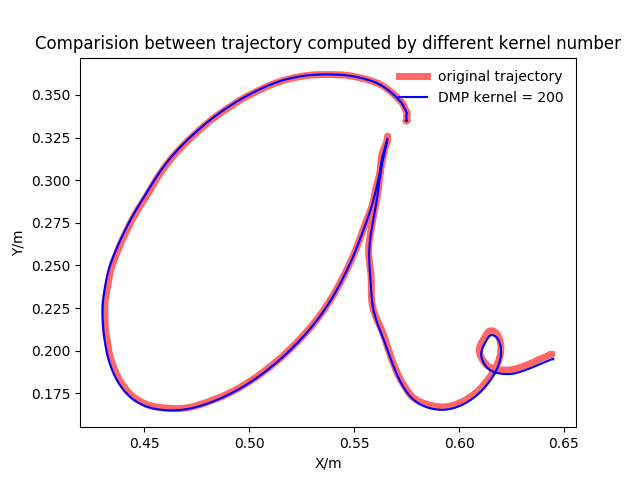 Comparision between trajectory computed by different kernel number
original trajectory
DMP kernel = 200
Y/m
0.350
0.325
0.300
0.275
0.250
0.225
0.200
0.175
0.45 0.50 0.55 0.60 0.65
X/m